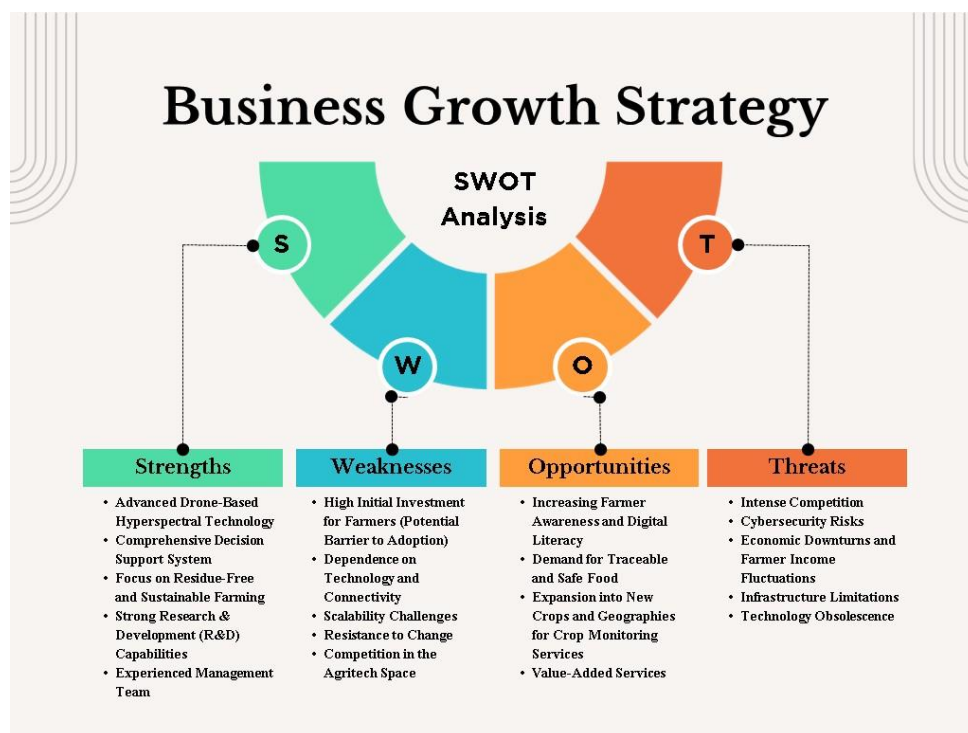 Business Growth Strategy
SWOT
Analysis
S
T
W
O
Strengths
• Advanced Drone-Based
Hyperspectral Technology
• Comprehensive Decision
Support System
• Focus on Residue-Free
and Sustainable Farming
• Strong Research &
Development (R&D)
Capabilities
• Experienced Management
Team
Weaknesses
• High Initial Investment
for Farmers (Potential
Barrier to Adoption)
• Dependence on
Technology and
Connectivity
• Scalability Challenges
• Resistance to Change
• Competition in the
Agritech Space
Opportunities
• Increasing Farmer
Awareness and Digital
Literacy
• Demand for Traceable
and Safe Food
• Expansion into New
Crops and Geographies
for Crop Monitoring
Services
• Value-Added Services
Threats
• Intense Competition
• Cybersecurity Risks
• Economic Downturns and
Farmer Income
Fluctuations
• Infrastructure Limitations
• Technology Obsolescence